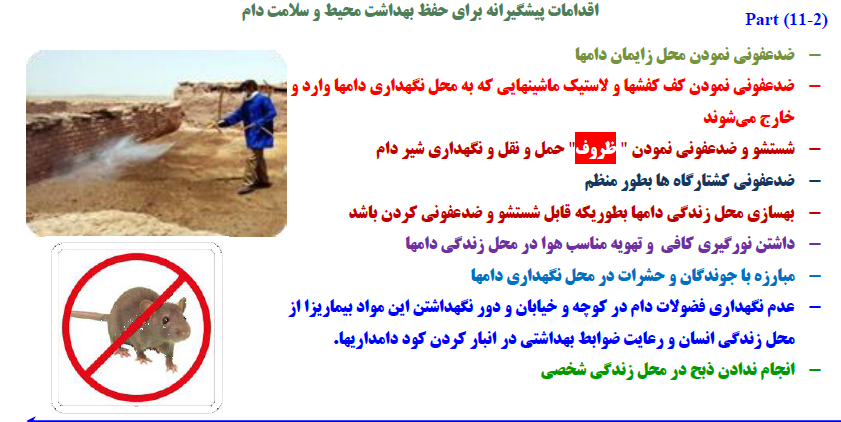 اقدامات پیشگیرانه برای حفظ بهداشت محیط و سلامت دام
Part (11-2)
– ضدعفونی نمودن محل زایمان دامها
– ضدعفونی نمودن کف کفشها و لاستیک ماشینهایی که به محل نگهداری دامها وارد و
خارج می‌شوند
– شستشو و ضدعفونی نمودن " ظروف" حمل و نقل و نگهداری شیر دام
– ضدعفونی کشتارگاه ها بطور منظم
– بهسازی محل زندگی دامها بطوریکه قابل شستشو و ضدعفونی کردن باشد
– داشتن نورگیری کافی و تهویه مناسب هوا در محل زندگی دامها
– مبارزه با جوندگان و حشرات در محل نگهداری دامها
– عدم نگهداری فضولات دام در کوچه و خیابان و دور نگهداشتن این مواد بیماریزا از
محل زندگی انسان و رعایت ضوابط بهداشتی در انبار کردن کود دامداریها.
– انجام ندادن ذبح در محل زندگی شخصی